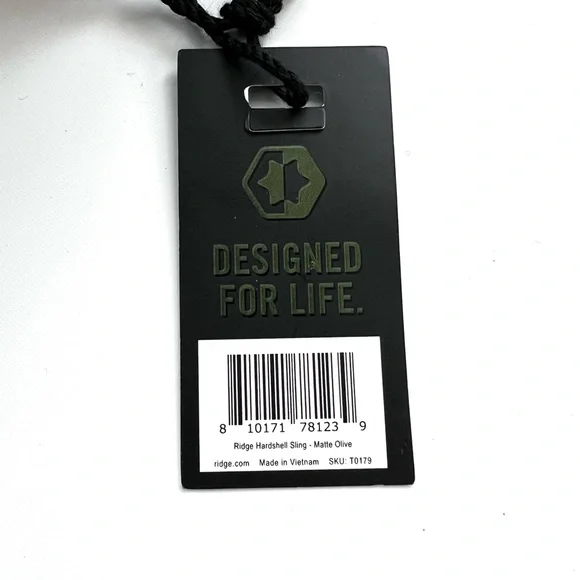 DESIGNED
FOR LIFE.
8 10171 78123 9
Ridge Hardshell Sling - Matte Olive
ridge.com Made in Vietnam SKU: T0179